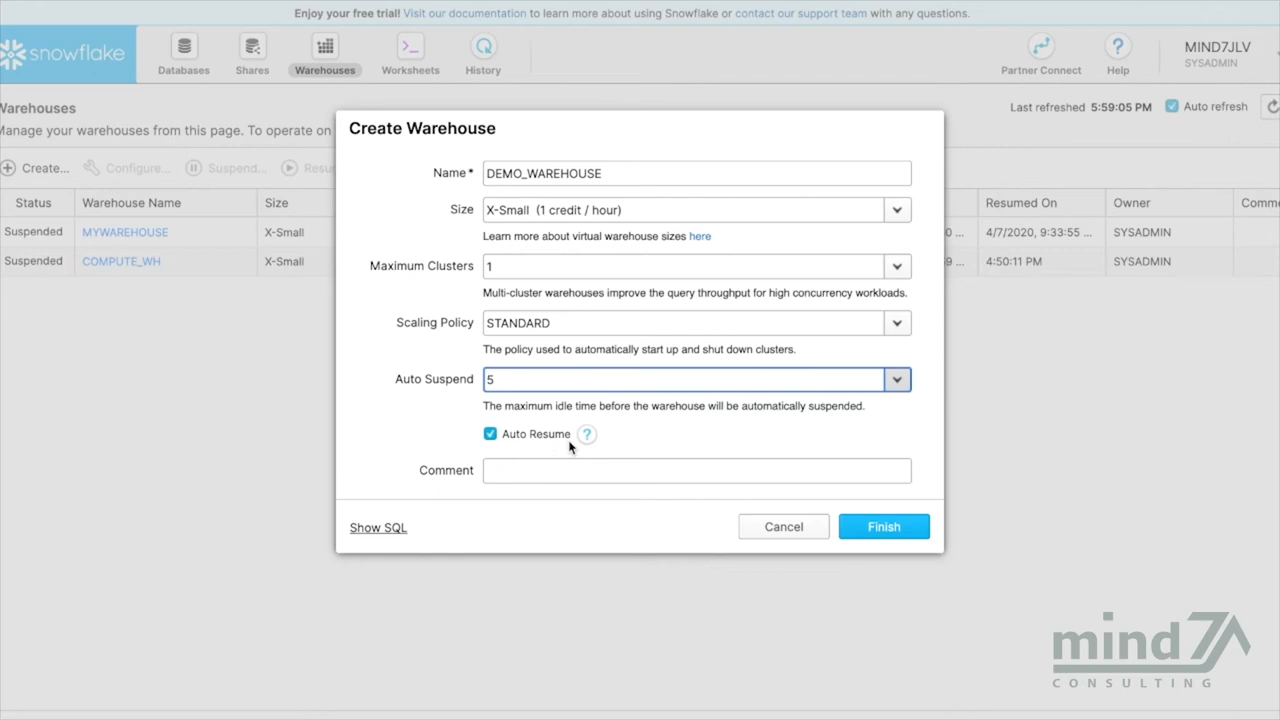 Enjoy your free trial! Visit our documentation to learn more about using Snowflake or contact our support team with any questions.
snowflake
Databases
Shares
Warehouses
Worksheets
History
Partner Connect
Help
MIND7JLV
SYSADMIN
Warehouses
Last refreshed 5:59:05 PM
Auto refresh
Manage your warehouses from this page. To operate on
Create...
Configure...
Suspend...
Status
Warehouse Name
Size
Resumed On
Owner
Suspended
MYWAREHOUSE
X-Small
0 ...
4/7/2020, 9:33:55 ...
SYSADMIN
Suspended
COMPUTE_WH
X-Small
9 ...
4:50:11 PM
SYSADMIN
Create Warehouse
Name*
DEMO_WAREHOUSE
Size
X-Small (1 credit / hour)
Learn more about virtual warehouse sizes here
Maximum Clusters
1
Multi-cluster warehouses improve the query throughput for high concurrency workloads.
Scaling Policy
STANDARD
The policy used to automatically start up and shut down clusters.
Auto Suspend
5
The maximum idle time before the warehouse will be automatically suspended.
Auto Resume ?
Comment
Show SQL
Cancel
Finish
mind7
CONSULTING